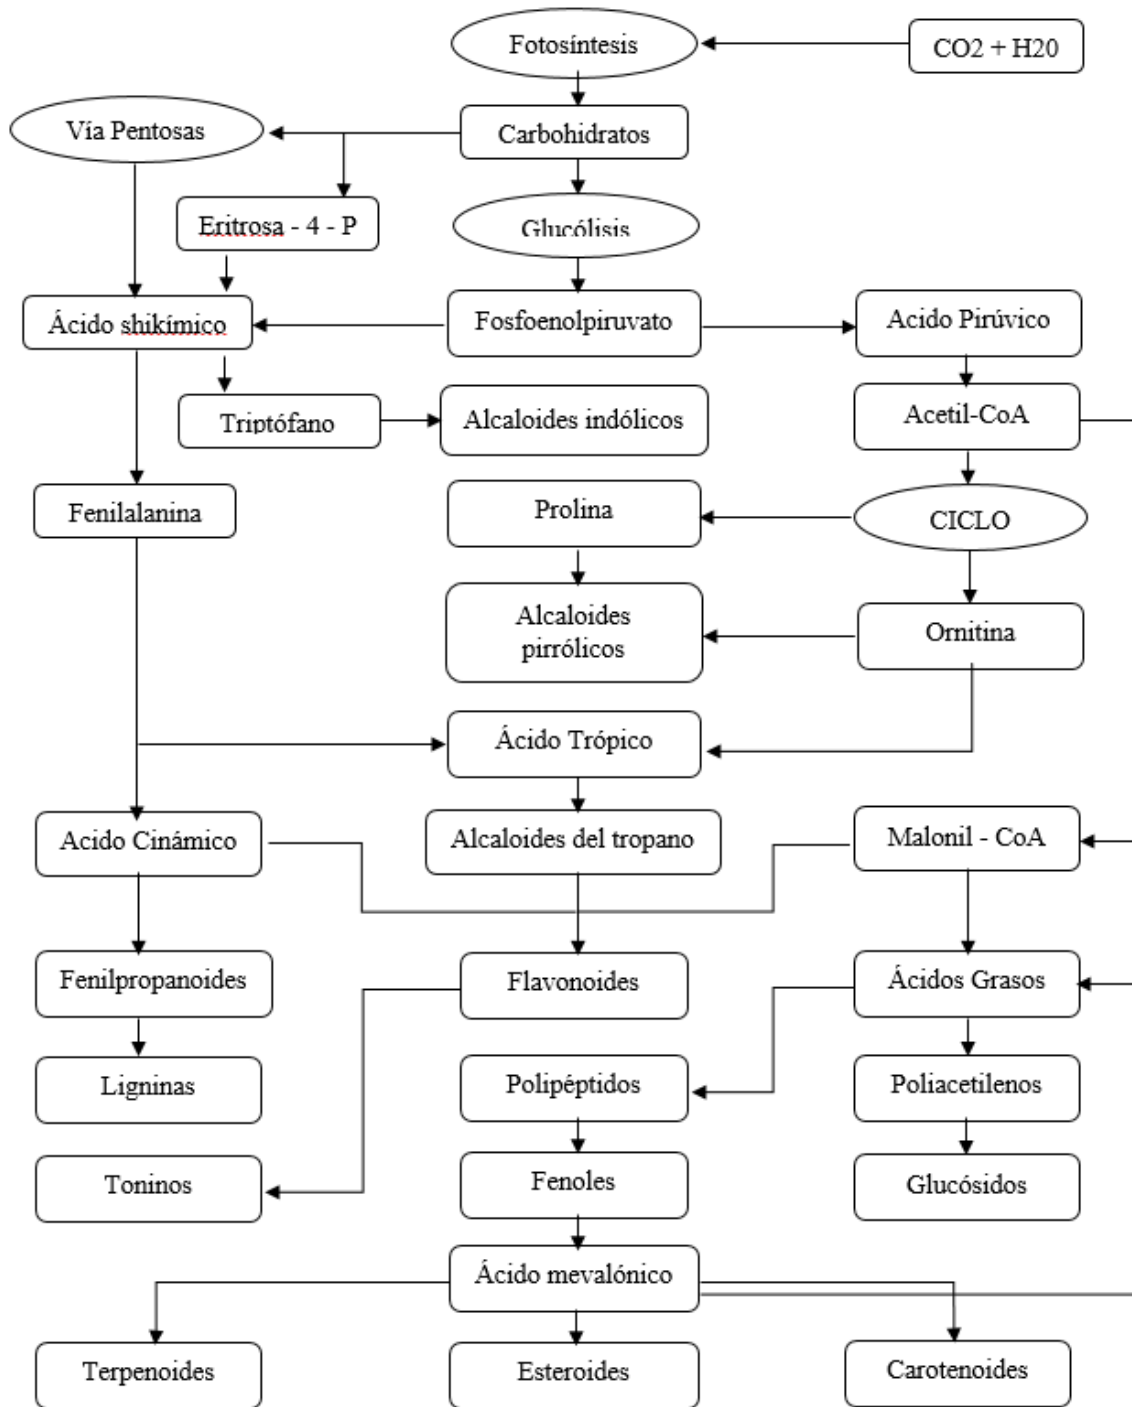 Fotosíntesis
CO2 + H20
Vía Pentosas
Carbohidratos
Eritrosa - 4 - P
Glucólisis
Ácido shikímico
Fosfoenolpiruvato
Acido Pirúvico
Triptófano
Alcaloides indólicos
Acetil-CoA
Fenilalanina
Prolina
CICLO
Alcaloides
pirrólicos
Ornitina
Ácido Trópico
Acido Cinámico
Alcaloides del tropano
Malonil - CoA
Fenilpropanoides
Flavonoides
Ácidos Grasos
Ligninas
Polipéptidos
Poliacetilenos
Toninos
Fenoles
Glucósidos
Ácido mevalónico
Terpenoides
Esteroides
Carotenoides